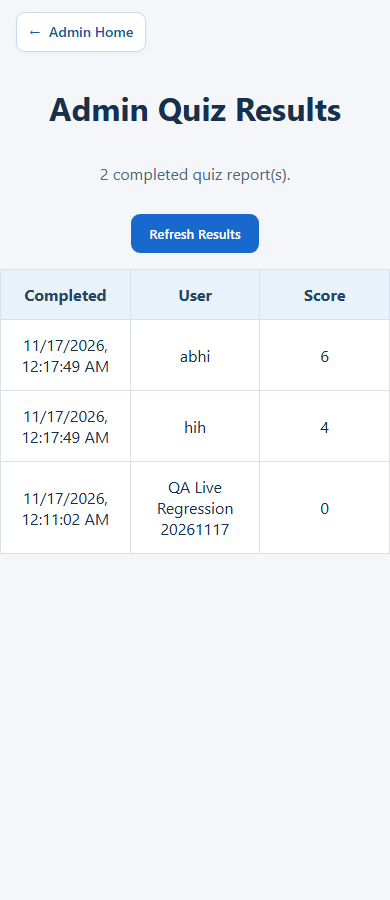 ← Admin Home
Admin Quiz Results
2 completed quiz report(s).
Refresh Results
Completed User Score
11/17/2026,
12:17:49 AM abhi 6
11/17/2026,
12:17:49 AM hih 4
11/17/2026,
12:11:02 AM QA Live
Regression
20261117 0